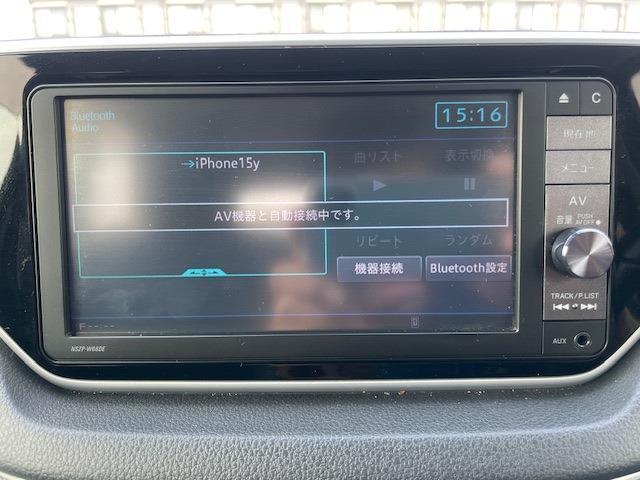 Bluetooth
Audio
15:16
→iPhone15y
曲リスト
表示切換
AV機器と自動接続中です。
リピート
ランダム
機器接続
Bluetooth設定
F--:--
NSZP-W68DE
C
現在地
メニュー
AV
音量
PUSH
AV OFF
TRACK/P.LIST
AUX